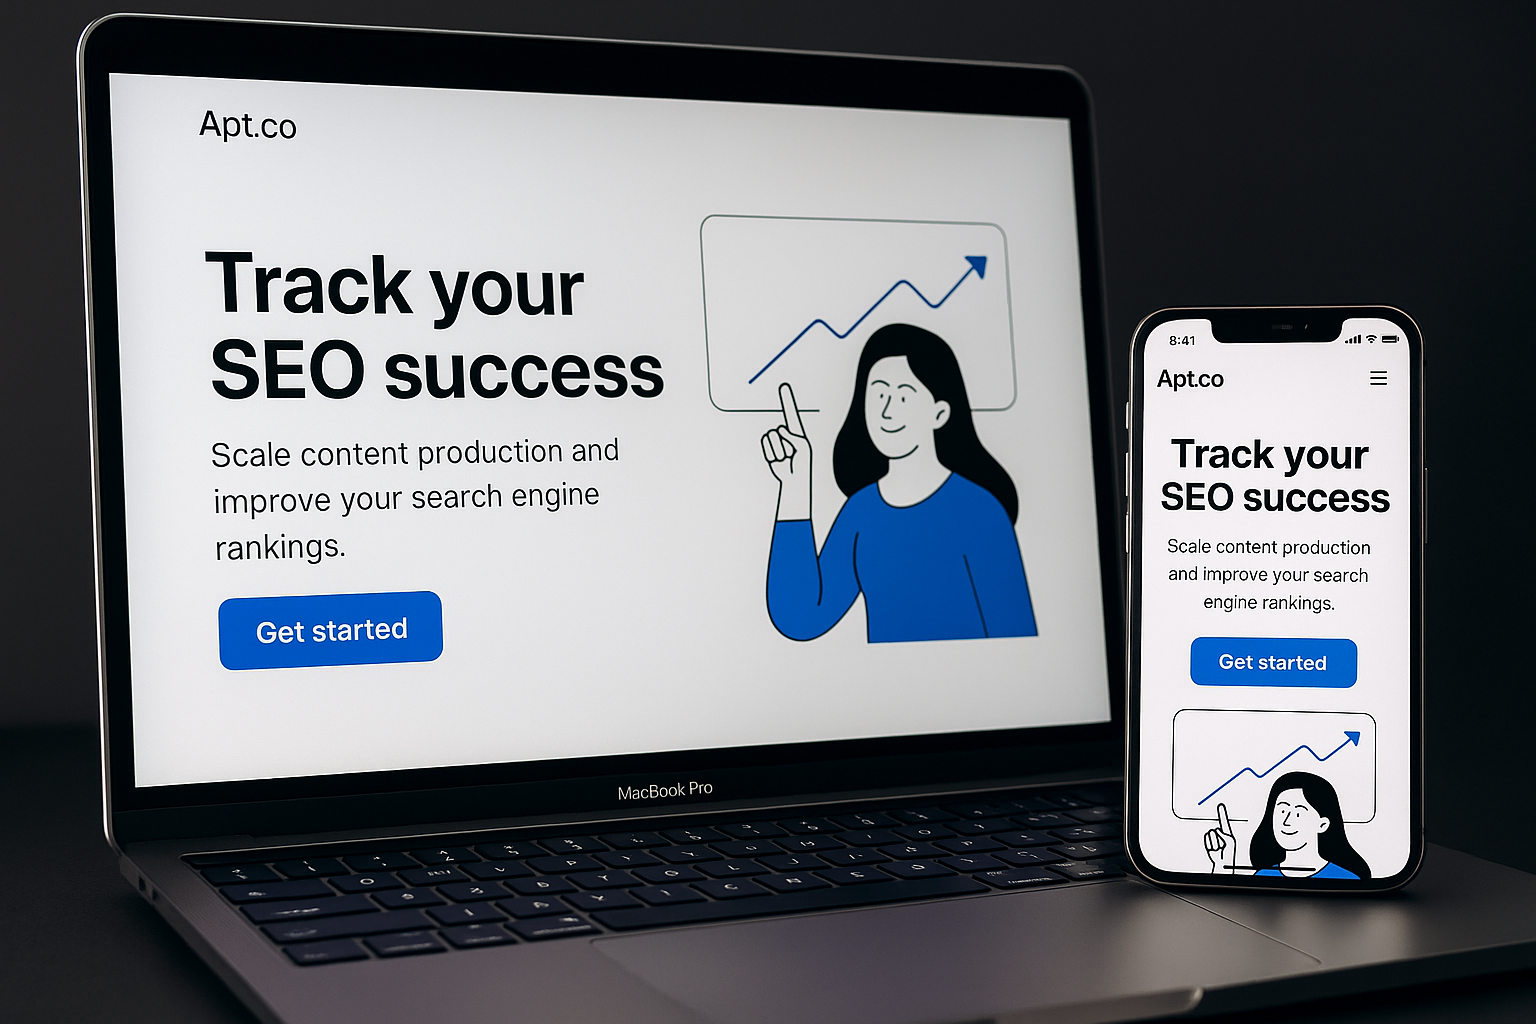 Apt.co
Track your
SEO success
Scale content production and
improve your search engine
rankings.
Get started
MacBook Pro
8:41
Apt.co
Track your
SEO success
Scale content production
and improve your search
engine rankings.
Get started